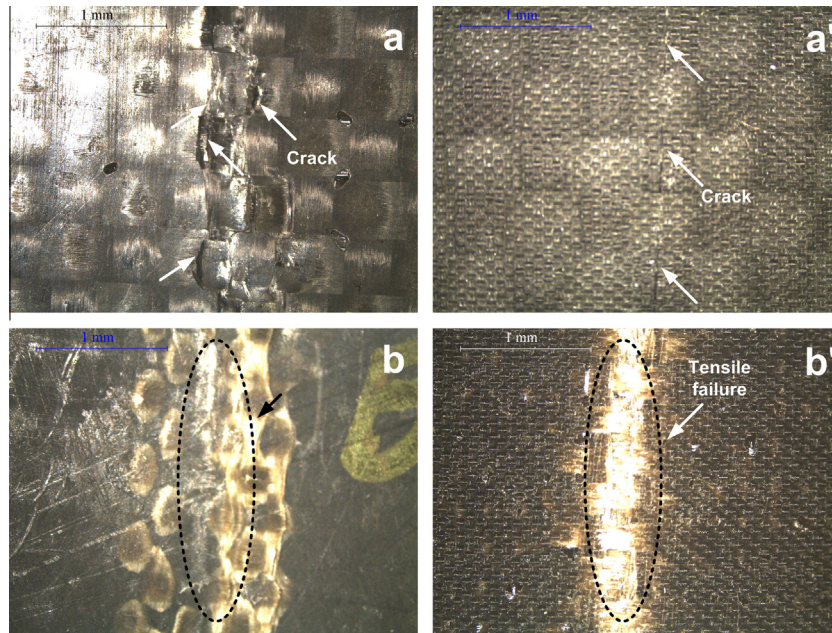 1 mm
a
Crack
1 mm
a'
Crack
1 mm
b
1 mm
b'
Tensile
failure